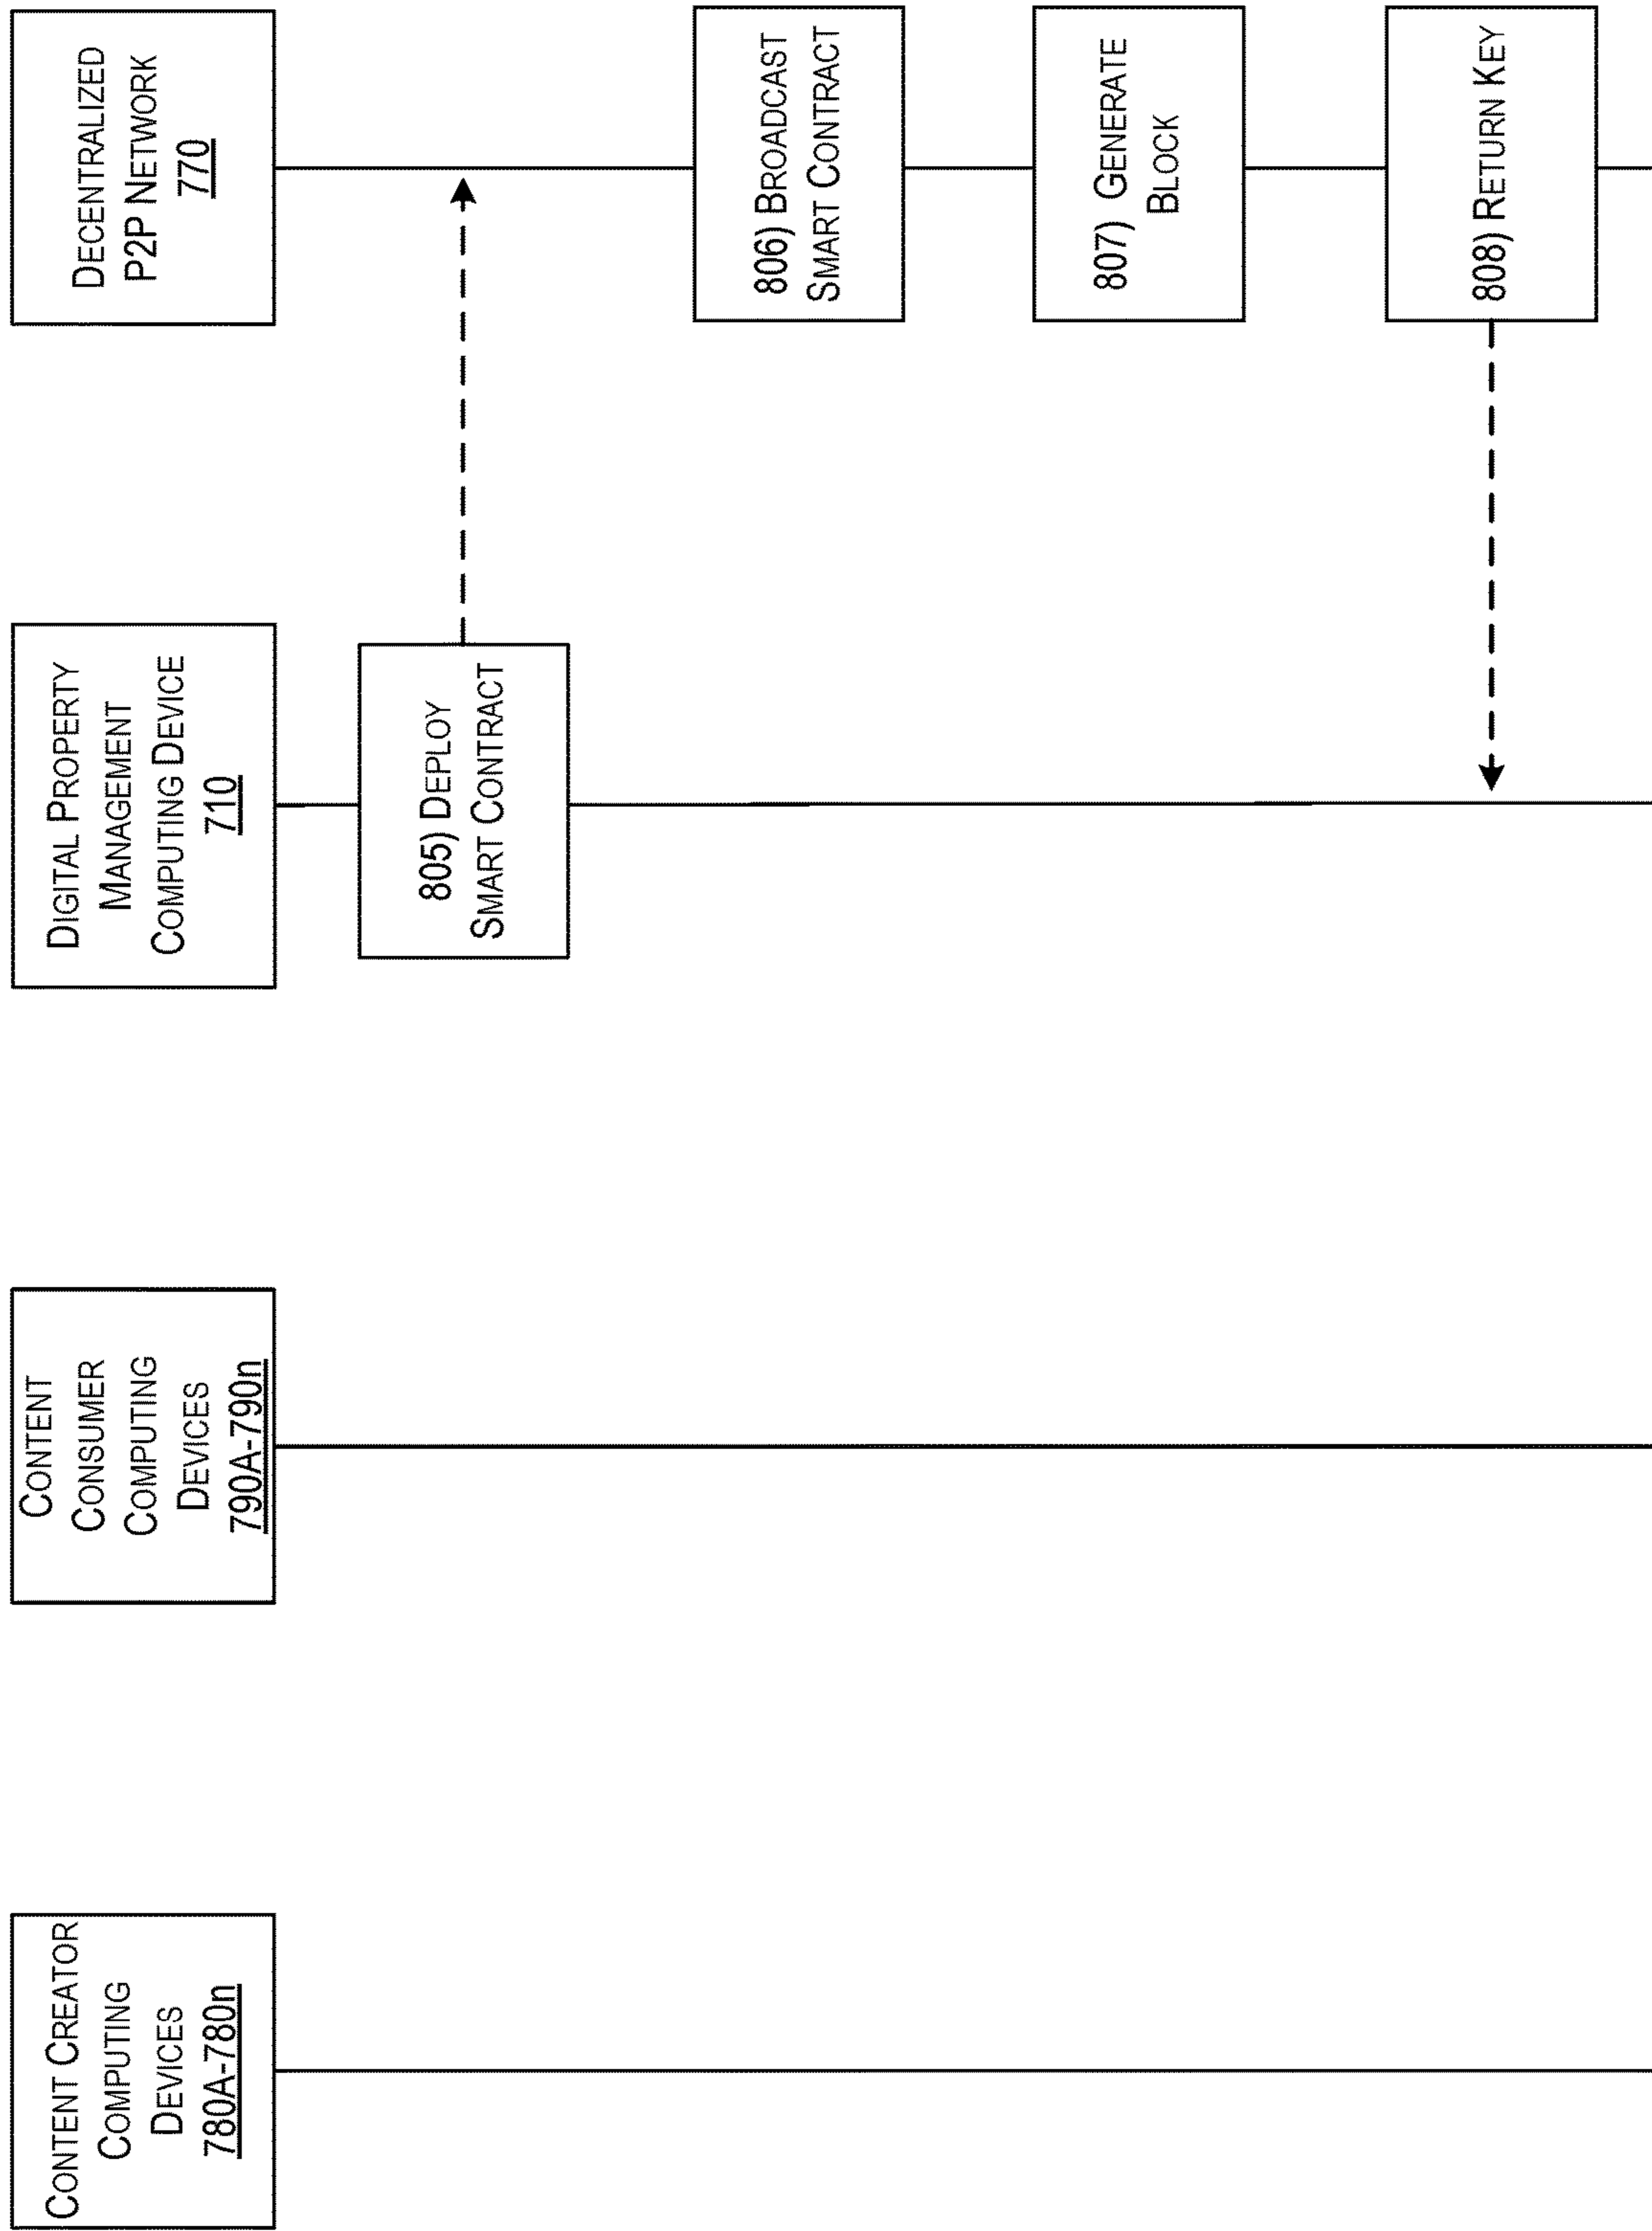 CONTENT CREATOR
COMPUTING
DEVICES
780A-780n
CONTENT
CONSUMER
COMPUTING
DEVICES
790A-790n
DIGITAL PROPERTY
MANAGEMENT
COMPUTING DEVICE
710
DECENTRALIZED
P2P NETWORK
770
805) DEPLOY
SMART CONTRACT
806) BROADCAST
SMART CONTRACT
807) GENERATE
BLOCK
808) RETURN KEY